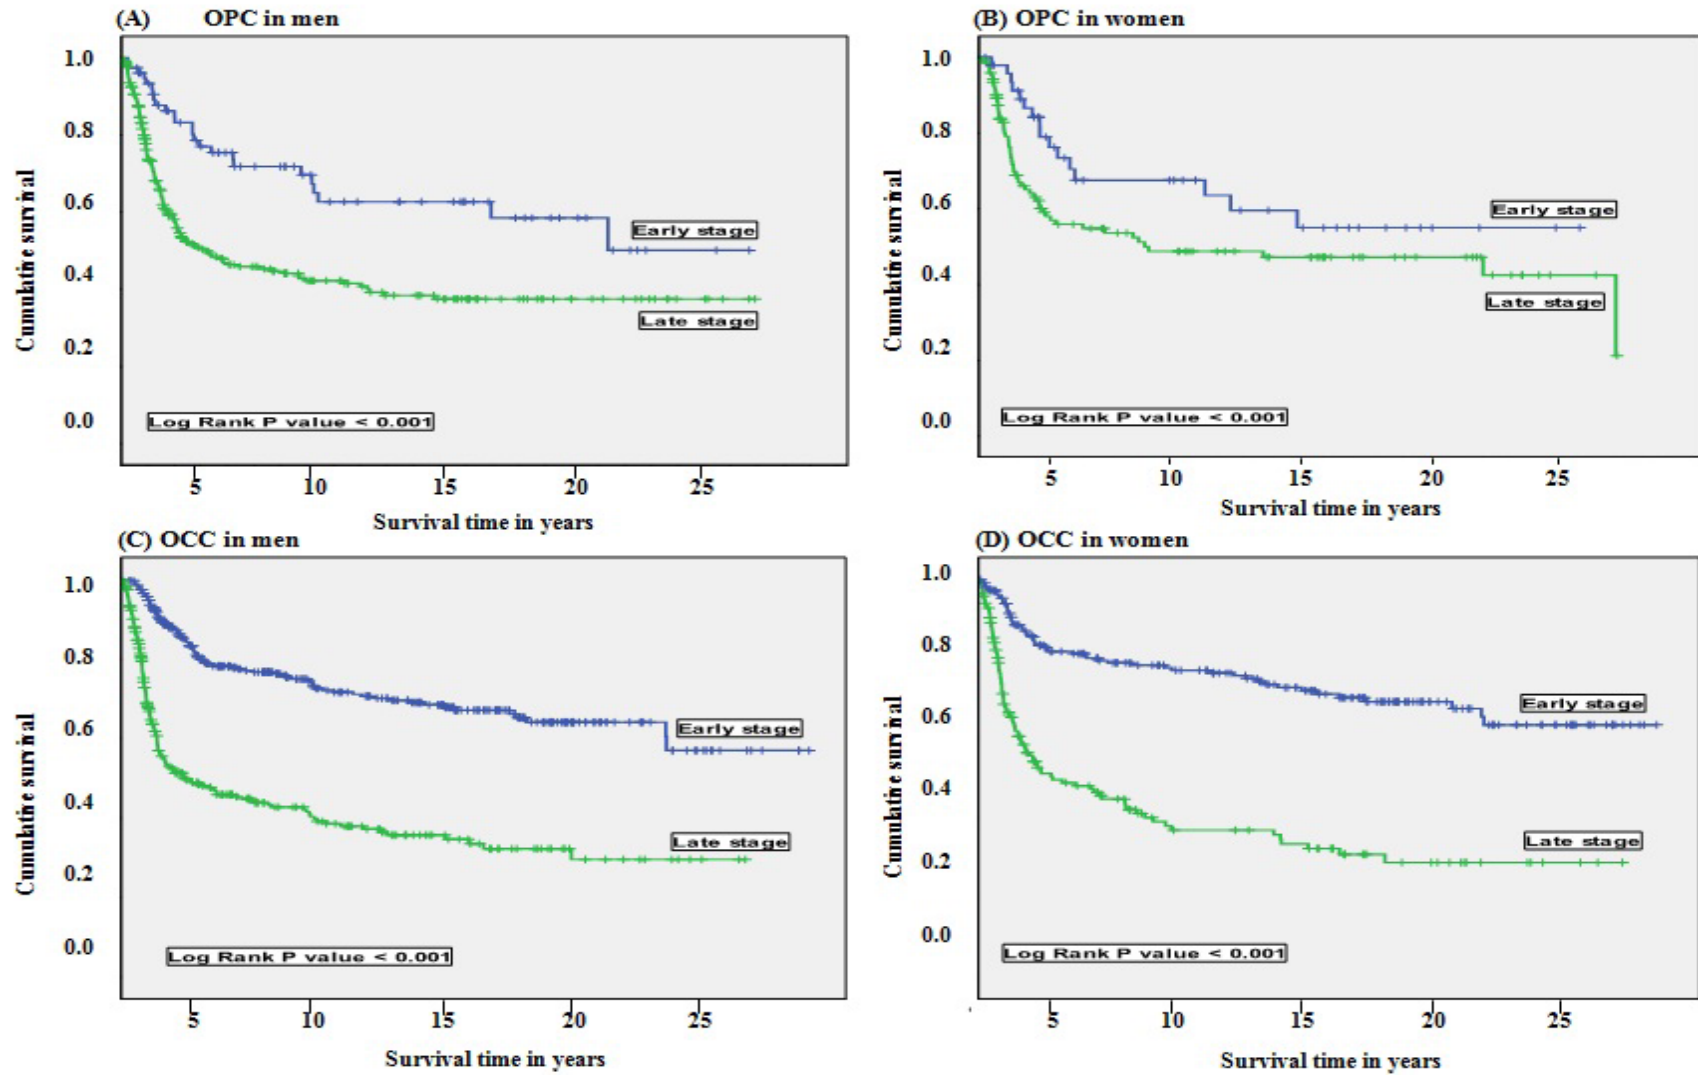 (A) OPC in men
1.0
0.8
0.6
0.4
0.2
0.0
Cumulative survival
Early stage
Late stage
Log Rank P value < 0.001
5 10 15 20 25
Survival time in years
(B) OPC in women
1.0
0.8
0.6
0.4
0.2
0.0
Cumulative survival
Early stage
Late stage
Log Rank P value < 0.001
5 10 15 20 25
Survival time in years
(C) OCC in men
1.0
0.8
0.6
0.4
0.2
0.0
Cumulative survival
Early stage
Late stage
Log Rank P value < 0.001
5 10 15 20 25
Survival time in years
(D) OCC in women
1.0
0.8
0.6
0.4
0.2
0.0
Cumulative survival
Early stage
Late stage
Log Rank P value < 0.001
5 10 15 20 25
Survival time in years